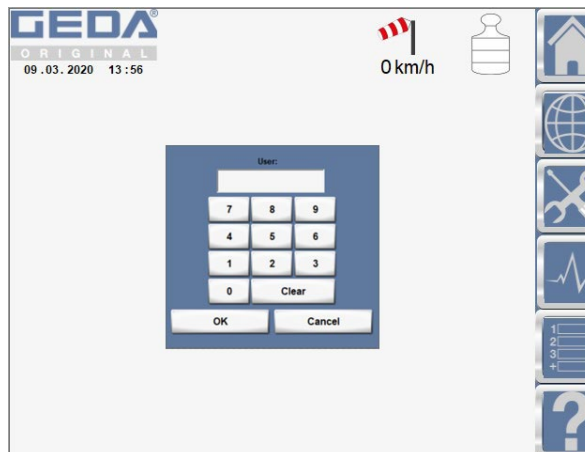 GEDA®
ORIGINAL
09.03.2020 13:56
0 km/h
User:
7 8 9
4 5 6
1 2 3
0 Clear
OK Cancel
1
2
3
+
?